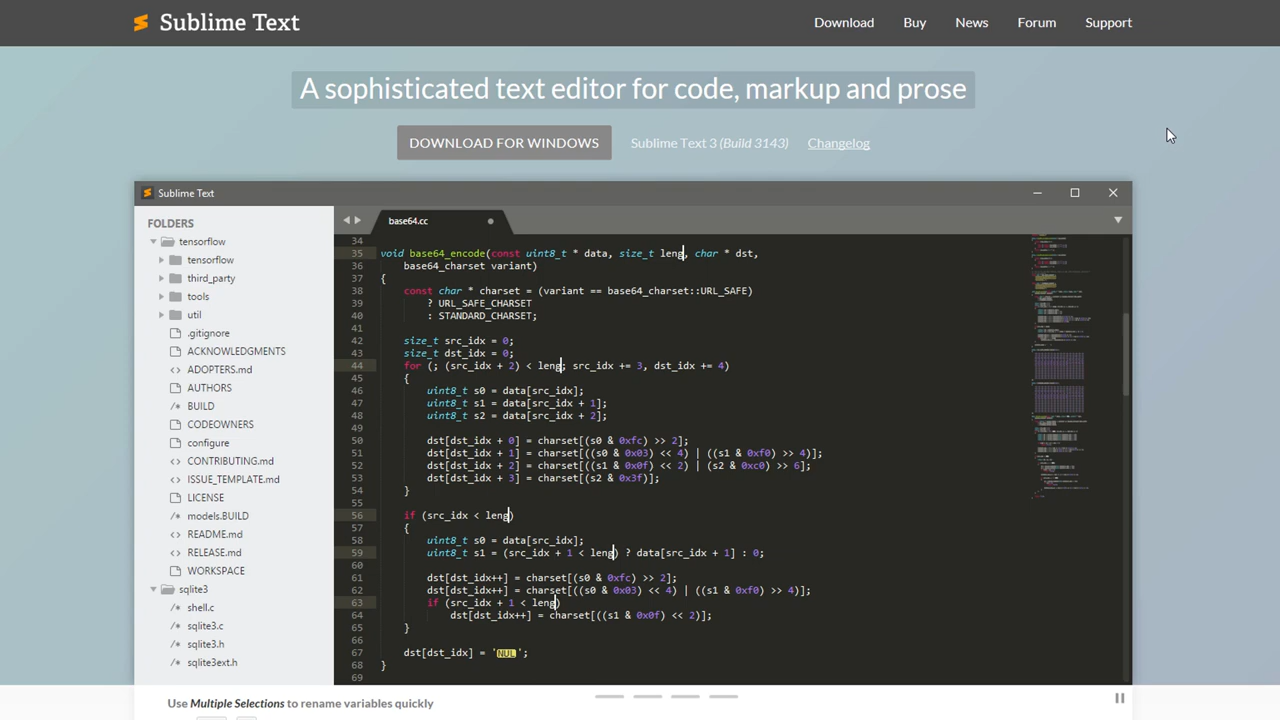 Sublime Text
Download Buy News Forum Support
A sophisticated text editor for code, markup and prose
DOWNLOAD FOR WINDOWS Sublime Text 3 (Build 3143) Changelog
Sublime Text
FOLDERS
tensorflow
tensorflow
third_party
tools
util
.gitignore
ACKNOWLEDGMENTS
ADOPTERS.md
AUTHORS
BUILD
CODEOWNERS
configure
CONTRIBUTING.md
ISSUE_TEMPLATE.md
LICENSE
models.BUILD
README.md
RELEASE.md
WORKSPACE
sqlite3
shell.c
sqlite3.c
sqlite3.h
sqlite3ext.h
base64.cc
34
35 void base64_encode(const uint8_t * data, size_t leng, char * dst,
36 base64_charset variant)
37 {
38 const char * charset = (variant == base64_charset::URL_SAFE)
39 ? URL_SAFE_CHARSET
40 : STANDARD_CHARSET;
41
42 size_t src_idx = 0;
43 size_t dst_idx = 0;
44 for (; (src_idx + 2) < leng; src_idx += 3, dst_idx += 4)
45 {
46 uint8_t s0 = data[src_idx];
47 uint8_t s1 = data[src_idx + 1];
48 uint8_t s2 = data[src_idx + 2];
49
50 dst[dst_idx + 0] = charset[(s0 & 0xfc) >> 2];
51 dst[dst_idx + 1] = charset[((s0 & 0x03) << 4) | ((s1 & 0xf0) >> 4)];
52 dst[dst_idx + 2] = charset[((s1 & 0x0f) << 2) | (s2 & 0xc0) >> 6];
53 dst[dst_idx + 3] = charset[(s2 & 0x3f)];
54 }
55
56 if (src_idx < leng)
57 {
58 uint8_t s0 = data[src_idx];
59 uint8_t s1 = (src_idx + 1 < leng) ? data[src_idx + 1] : 0;
60
61 dst[dst_idx++] = charset[(s0 & 0xfc) >> 2];
62 dst[dst_idx++] = charset[((s0 & 0x03) << 4) | ((s1 & 0xf0) >> 4)];
63 if (src_idx + 1 < leng)
64 dst[dst_idx++] = charset[((s1 & 0x0f) << 2)];
65 }
66
67 dst[dst_idx] = 'NUL';
68 }
69
Use Multiple Selections to rename variables quickly